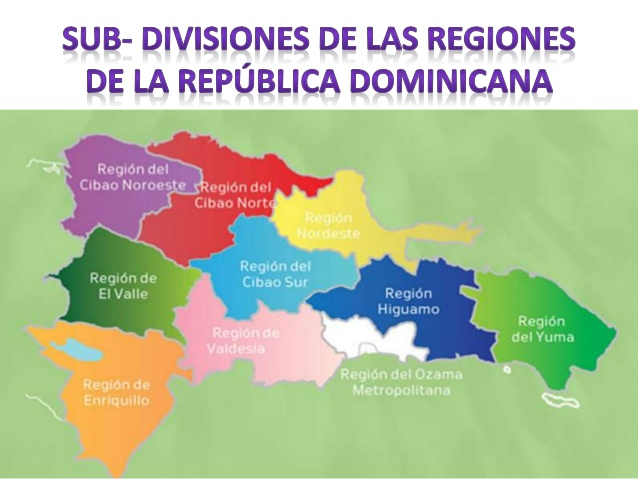 SUB- DIVISIONES DE LAS REGIONES
DE LA REPÚBLICA DOMINICANA
Región del
Cibao Noroeste
Región del
Cibao Norte
Región
Nordeste
Región de
El Valle
Región del
Cibao Sur
Región
Higuamo
Región
del Yuma
Región de
Valdesia
Región de
Enriquillo
Región del Ozama
Metropolitana